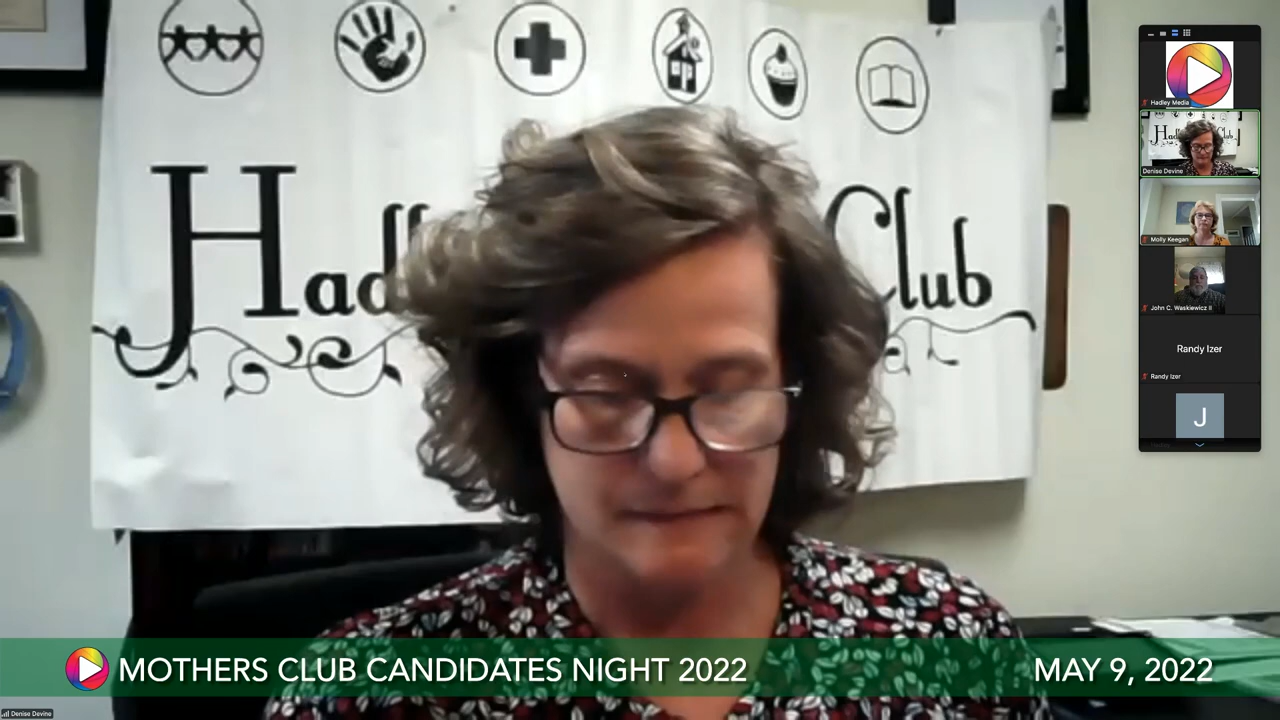 Had
Club
Hadley Media
Denise Devine
Molly Keegan
John C. Waskiewicz II
Randy Izer
Randy Izer
J
MOTHERS CLUB CANDIDATES NIGHT 2022
MAY 9, 2022
Denise Devine